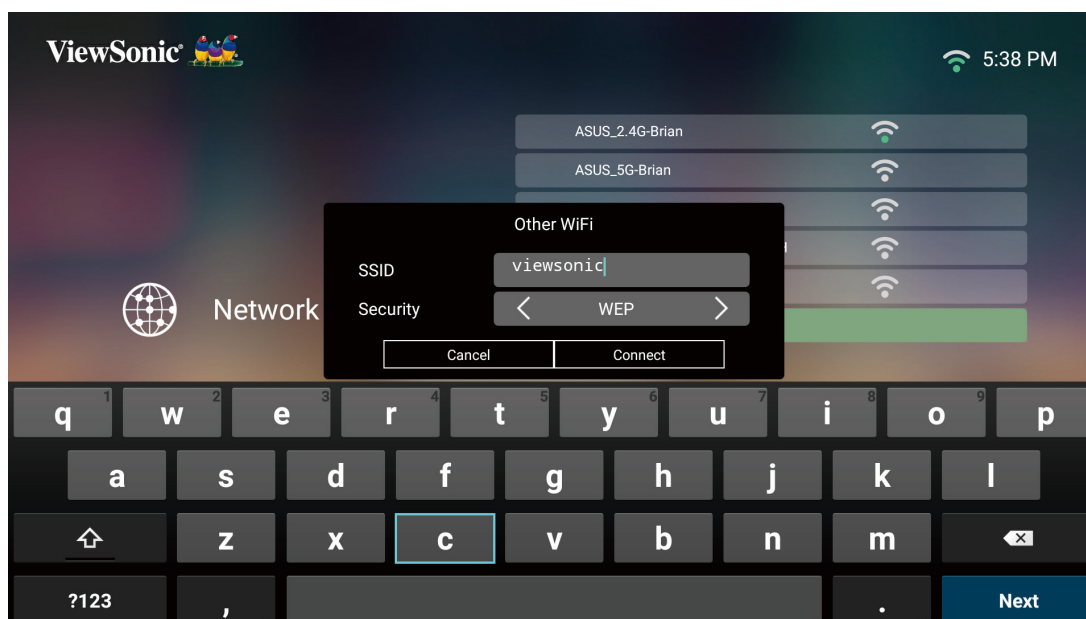 ViewSonic®
5:38 PM
ASUS_2.4G-Brian
ASUS_5G-Brian
Other WiFi
SSID viewsonic
Security WEP
Cancel Connect
Network
q 1 w 2 e 3 r 4 t 5 y 6 u 7 i 8 o 9 p
a s d f g h j k l
z x c v b n m
?123 , . Next